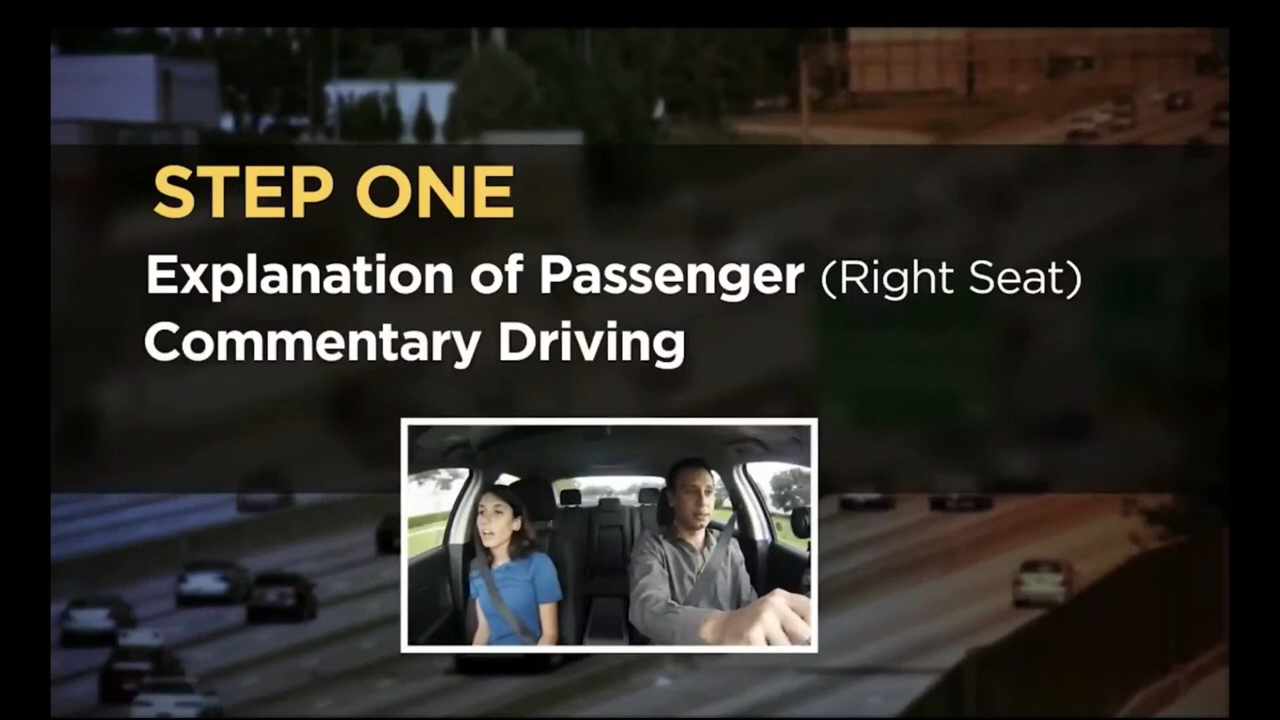 STEP ONE
Explanation of Passenger (Right Seat)
Commentary Driving